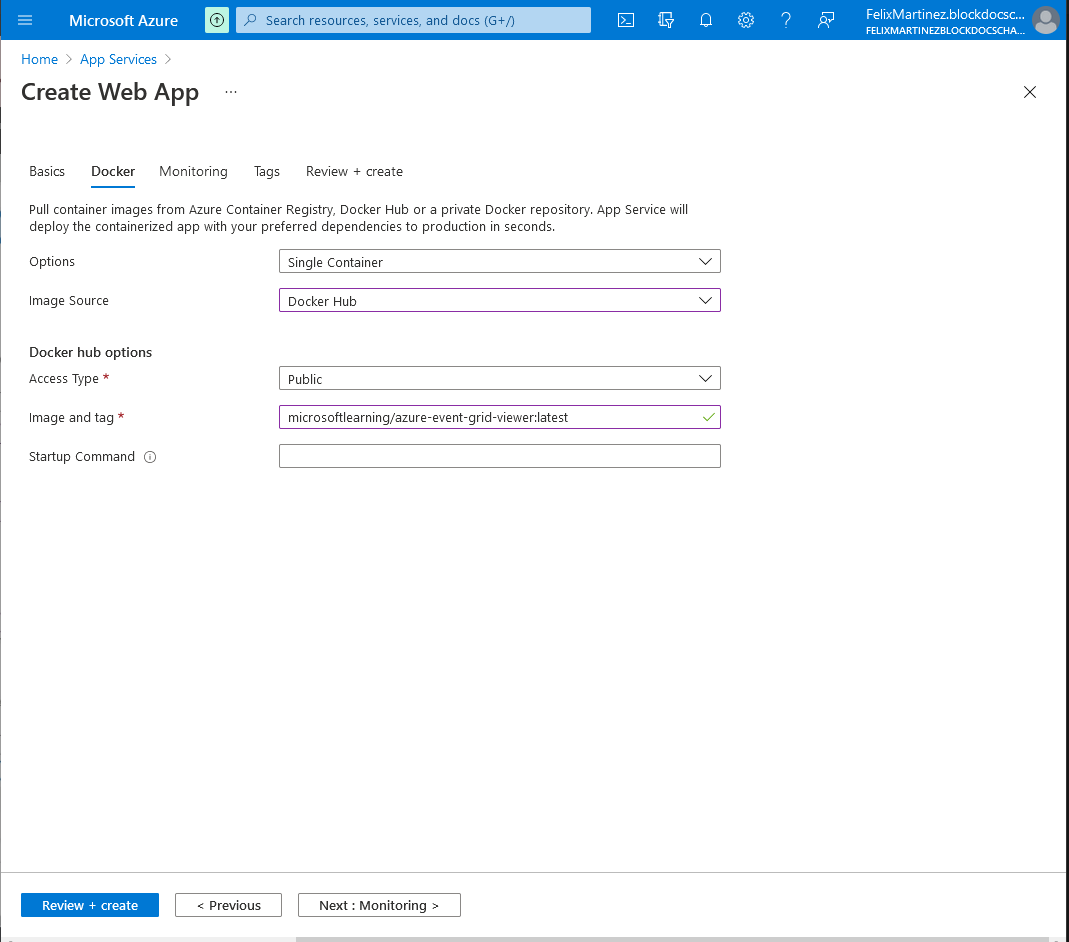 Microsoft Azure
Search resources, services, and docs (G+/)
FelixMartinez.blockdocsc...
FELIXMARTINEZBLOCKDOCSCHA...
Home > App Services >
Create Web App ...
Basics Docker Monitoring Tags Review + create
Pull container images from Azure Container Registry, Docker Hub or a private Docker repository. App Service will
deploy the containerized app with your preferred dependencies to production in seconds.
Options Single Container
Image Source Docker Hub
Docker hub options
Access Type * Public
Image and tag * microsoftlearning/azure-event-grid-viewer:latest
Startup Command
Review + create < Previous Next : Monitoring >